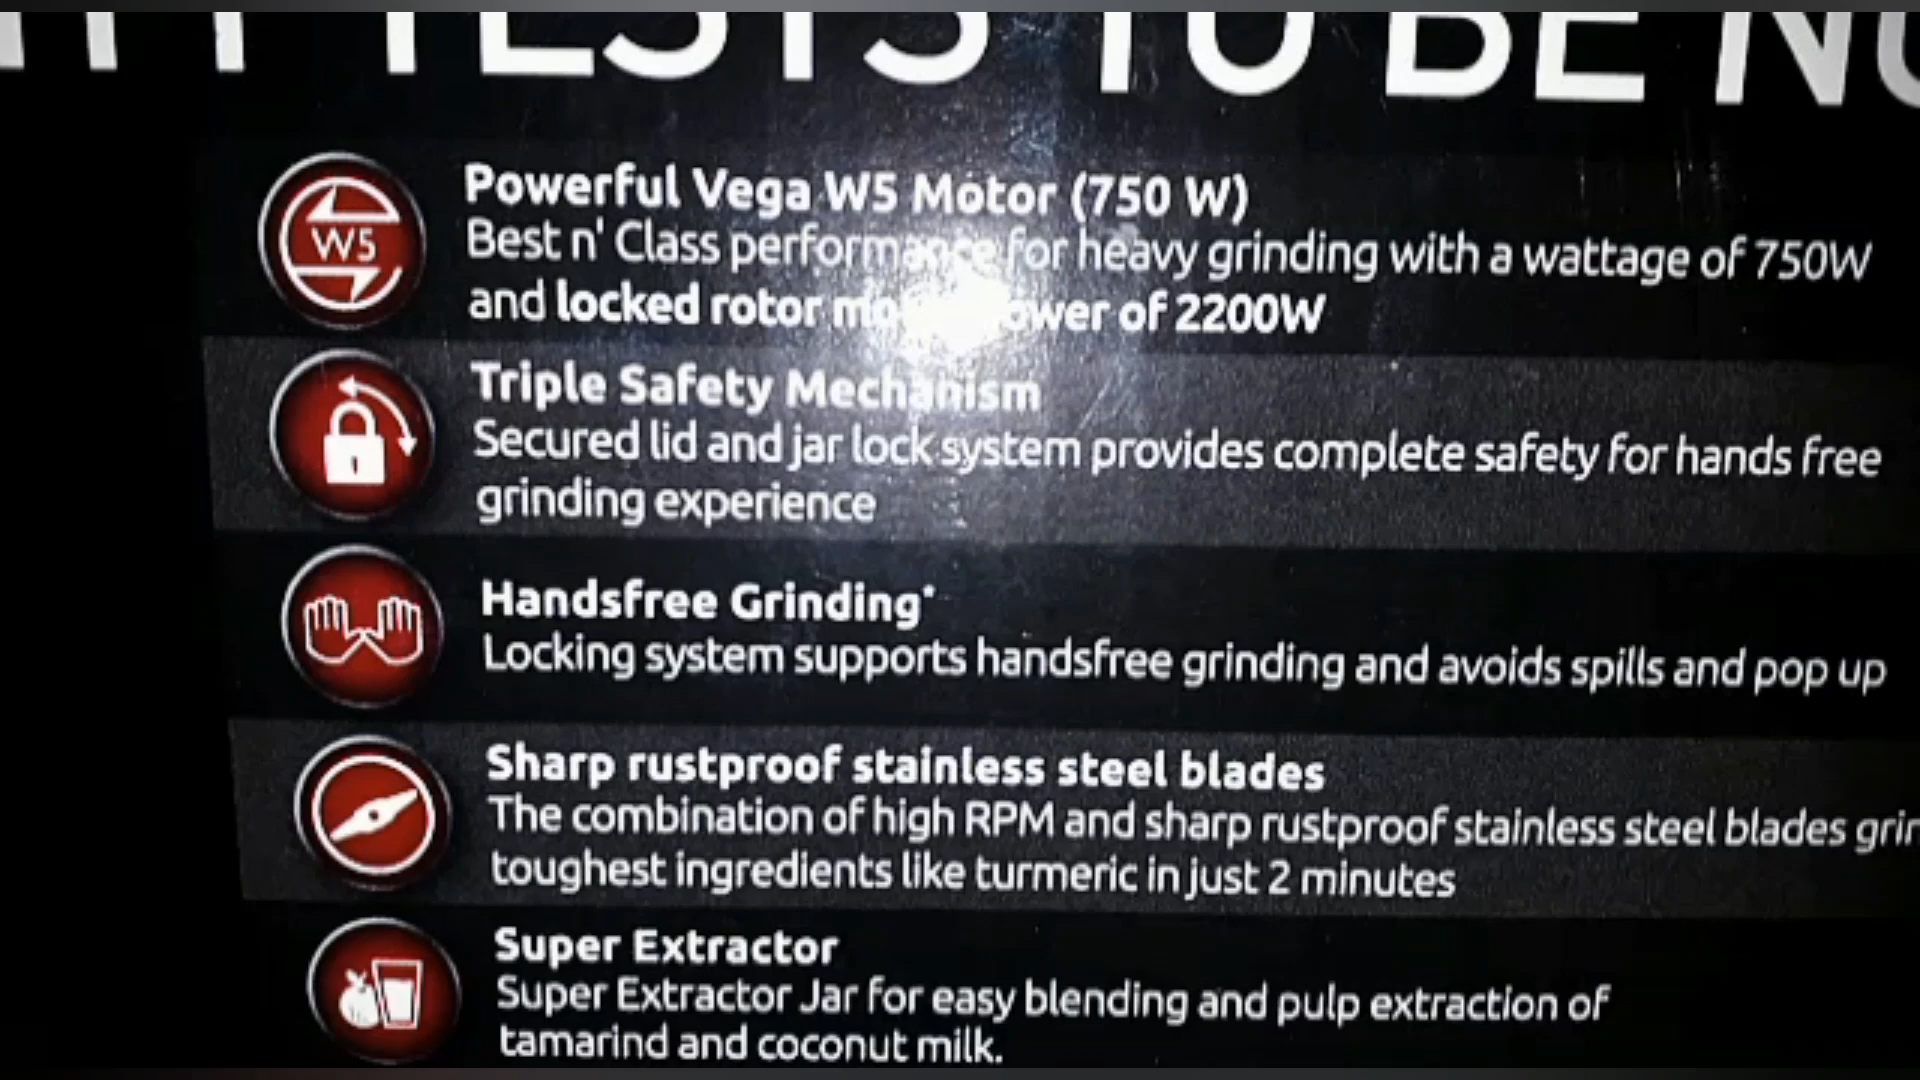 TESTS TO BE
Powerful Vega W5 Motor (750 W)
W5
Best n' Class performance for heavy grinding with a wattage of 750W
and locked rotor of 2200W
Triple Safety Mechanism
Secured lid and jar lock system provides complete safety for hands free
grinding experience
Handsfree Grinding*
Locking system supports handsfree grinding and avoids spills and pop up
Sharp rustproof stainless steel blades
The combination of high RPM and sharp rustproof stainless steel blades
toughest ingredients like turmeric in just 2 minutes
Super Extractor
Super Extractor Jar for easy blending and pulp extraction of
tamarind and coconut milk.